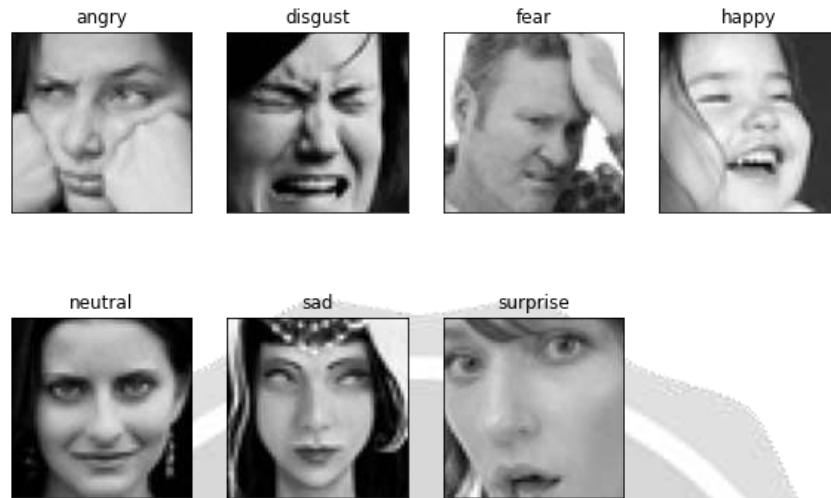 angry
disgust
fear
happy
neutral
sad
surprise